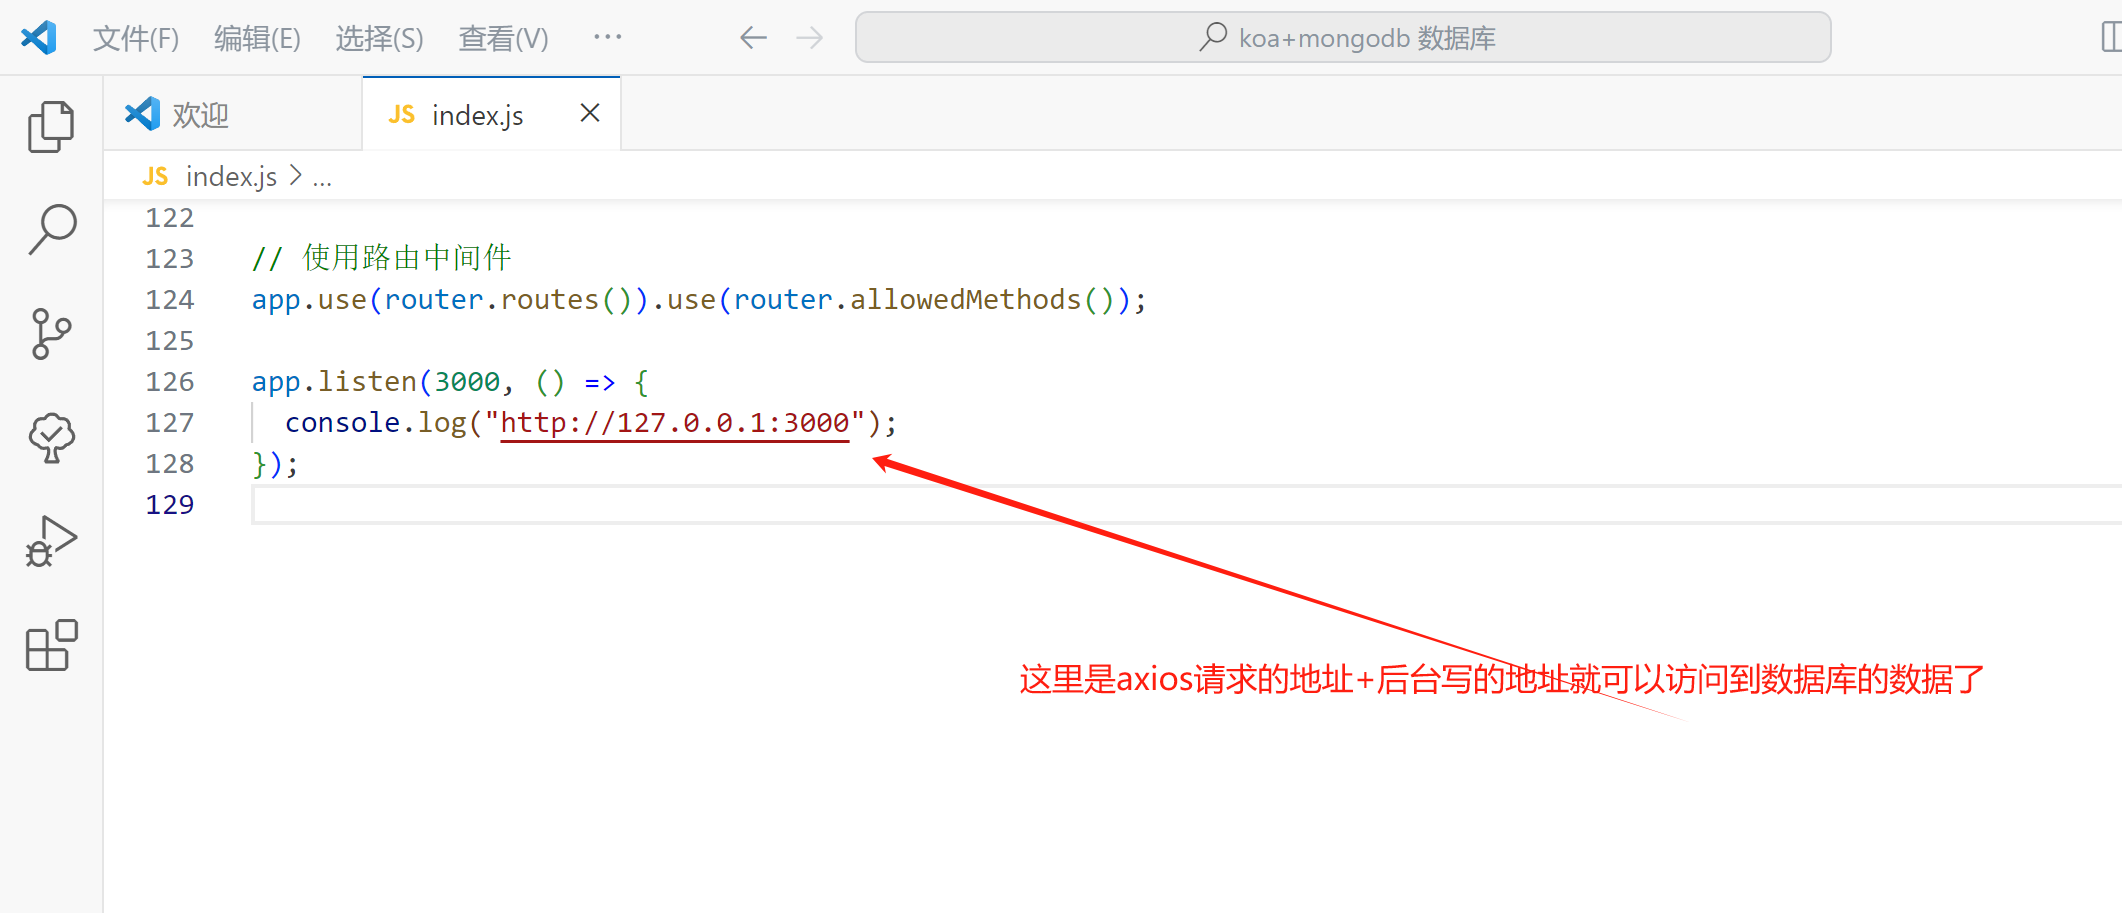 文件(F) 编辑(E) 选择(S) 查看(V) ··· koa+mongodb 数据库
欢迎 JS index.js
JS index.js > ...
122
123 // 使用路由中间件
124 app.use(router.routes()).use(router.allowedMethods());
125
126 app.listen(3000, () => {
127 console.log("http://127.0.0.1:3000");
128 });
129
这里是axios请求的地址+后台写的地址就可以访问到数据库的数据了